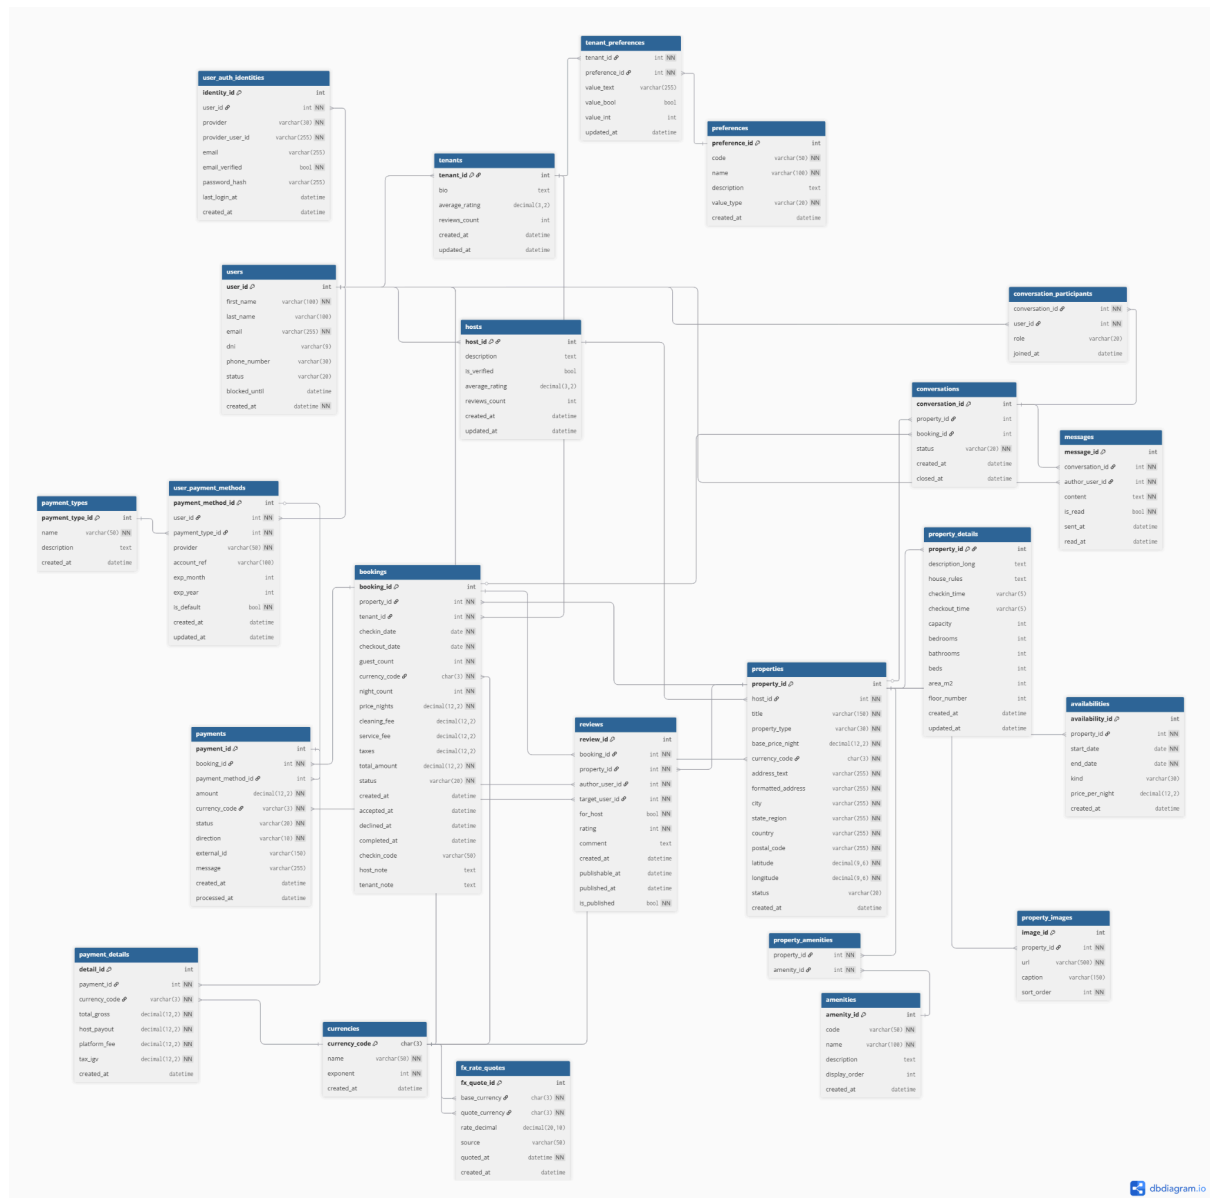 tenant_preferences
tenant_id int NN
preference_id int NN
value_text varchar(255)
value_bool bool
value_int int
updated_at datetime
user_auth_identities
identity_id int
user_id int NN
provider varchar(30) NN
provider_user_id varchar(255) NN
email varchar(255)
email_verified bool NN
password_hash varchar(255)
last_login_at datetime
created_at datetime
preferences
preference_id int
code varchar(50) NN
name varchar(100) NN
description text
value_type varchar(20) NN
created_at datetime
tenants
tenant_id int
bio text
average_rating decimal(3,2)
reviews_count int
created_at datetime
updated_at datetime
users
user_id int
first_name varchar(100) NN
last_name varchar(100)
email varchar(255) NN
dni varchar(8)
phone_number varchar(30)
status varchar(20)
blocked_until datetime
created_at datetime NN
conversation_participants
conversation_id int NN
user_id int NN
role varchar(20)
joined_at datetime
hosts
host_id int
description text
is_verified bool
average_rating decimal(3,2)
reviews_count int
created_at datetime
updated_at datetime
conversations
conversation_id int
property_id int
booking_id int
status varchar(20) NN
created_at datetime
closed_at datetime
messages
message_id int
conversation_id int NN
author_user_id int NN
content text NN
is_read bool NN
sent_at datetime
read_at datetime
user_payment_methods
payment_method_id int
user_id int NN
payment_type_id int NN
provider varchar(50) NN
account_ref varchar(100)
exp_month int
exp_year int
is_default bool NN
created_at datetime
updated_at datetime
payment_types
payment_type_id int
name varchar(50) NN
description text
created_at datetime
property_details
property_id int
description_long text
house_rules text
checkin_time varchar(5)
checkout_time varchar(5)
capacity int
bedrooms int
bathrooms int
beds int
area_m2 int
floor_number int
created_at datetime
updated_at datetime
bookings
booking_id int
property_id int NN
tenant_id int NN
checkin_date date NN
checkout_date date NN
guest_count int NN
currency_code char(3) NN
night_count int NN
price_nights decimal(12,2) NN
cleaning_fee decimal(12,2)
service_fee decimal(12,2)
taxes decimal(12,2)
total_amount decimal(12,2) NN
status varchar(20) NN
created_at datetime
accepted_at datetime
declined_at datetime
completed_at datetime
checkin_code varchar(50)
host_note text
tenant_note text
properties
property_id int
host_id int NN
title varchar(150) NN
property_type varchar(30) NN
base_price_night decimal(12,2) NN
currency_code char(3) NN
address_text varchar(255) NN
formatted_address varchar(255) NN
city varchar(255) NN
state_region varchar(255) NN
country varchar(255) NN
postal_code varchar(255) NN
latitude decimal(9,6) NN
longitude decimal(9,6) NN
status varchar(20)
created_at datetime
availabilities
availability_id int
property_id int NN
start_date date NN
end_date date NN
kind varchar(30)
price_per_night decimal(12,2)
created_at datetime
reviews
review_id int
booking_id int NN
property_id int NN
author_user_id int NN
target_user_id int NN
for_host bool NN
rating int NN
comment text
created_at datetime
publishable_at datetime
published_at datetime
is_published bool NN
payments
payment_id int
booking_id int NN
payment_method_id int
amount decimal(12,2) NN
currency_code varchar(3) NN
status varchar(30) NN
direction varchar(10) NN
external_id varchar(150)
message varchar(255)
created_at datetime
processed_at datetime
property_images
image_id int
property_id int NN
url varchar(500) NN
caption varchar(150)
sort_order int NN
property_amenities
property_id int NN
amenity_id int NN
payment_details
detail_id int
payment_id int NN
currency_code varchar(3) NN
total_gross decimal(12,2) NN
host_payout decimal(12,2) NN
platform_fee decimal(12,2) NN
tax_igv decimal(12,2) NN
created_at datetime
amenities
amenity_id int
code varchar(50) NN
name varchar(100) NN
description text
display_order int
created_at datetime
currencies
currency_code char(3)
name varchar(50) NN
exponent int NN
created_at datetime
fx_rate_quotes
fx_quote_id int
base_currency char(3) NN
quote_currency char(3) NN
rate_decimal decimal(20,10)
source varchar(50)
quoted_at datetime NN
created_at datetime
dbdiagram.io